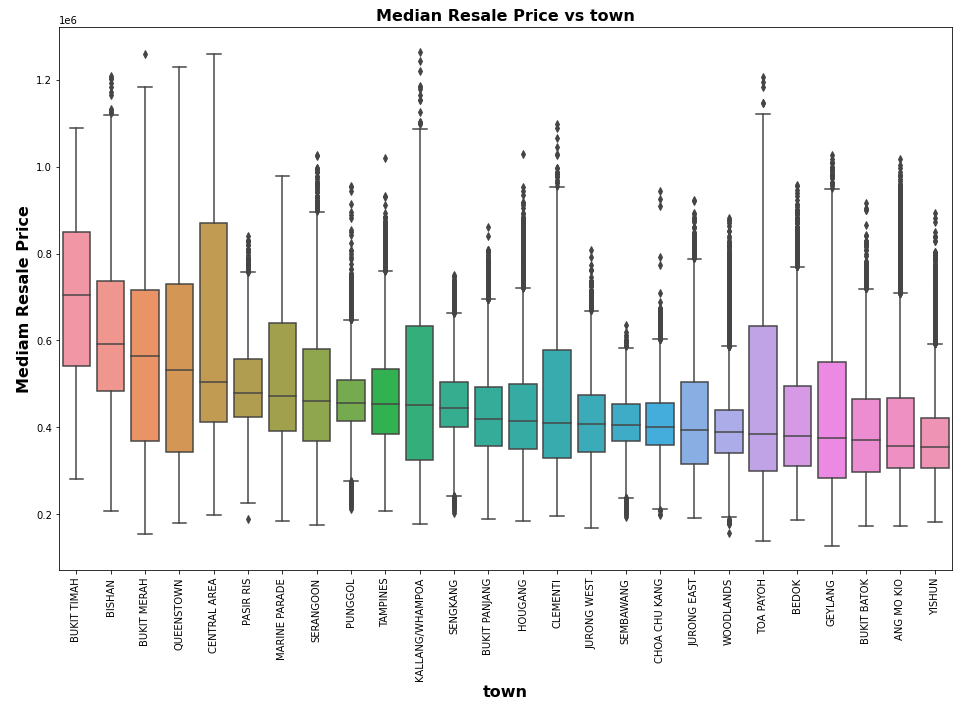 Median Resale Price vs town
1e6
1.2
1.0
0.8
0.6
0.4
0.2
Mediam Resale Price
BUKIT TIMAH
BISHAN
BUKIT MERAH
QUEENSTOWN
CENTRAL AREA
PASIR RIS
MARINE PARADE
SERANGOON
PUNGGOL
TAMPINES
KALLANG/WHAMPOA
SENGKANG
BUKIT PANJANG
HOUGANG
CLEMENTI
JURONG WEST
SEMBAWANG
CHOA CHU KANG
JURONG EAST
WOODLANDS
TOA PAYOH
BEDOK
GEYLANG
BUKIT BATOK
ANG MO KIO
YISHUN
town